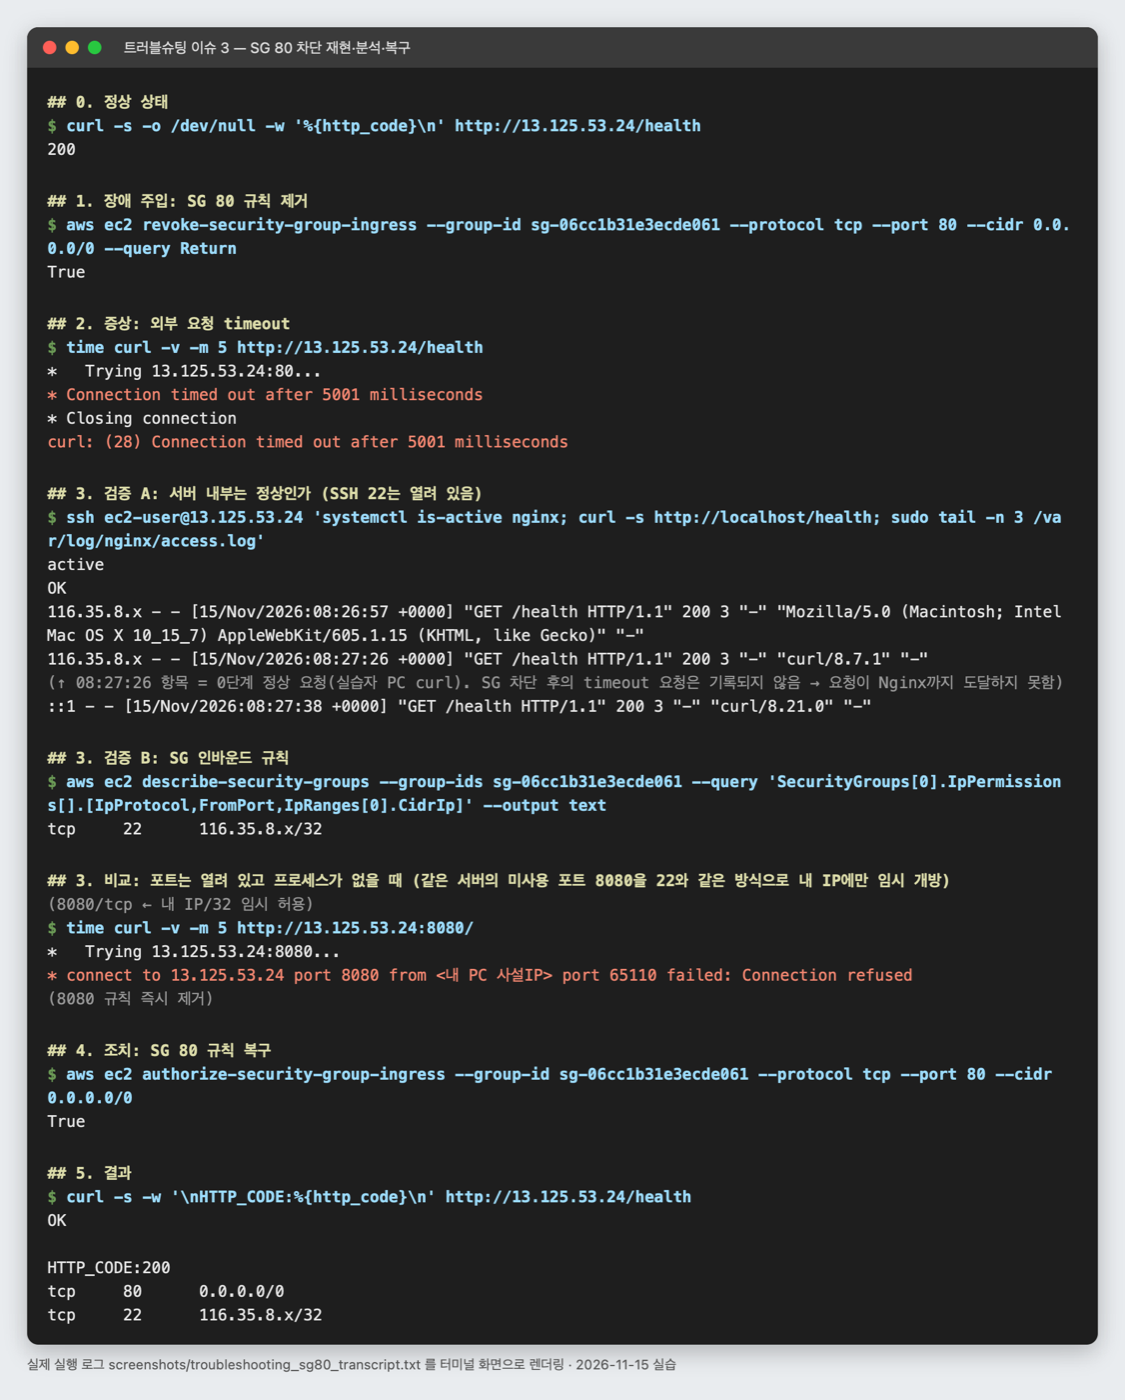 트러블슈팅 이슈 3 — SG 80 차단 재현·분석·복구
## 0. 정상 상태
$ curl -s -o /dev/null -w '%{http_code}\n' http://13.125.53.24/health
200
## 1. 장애 주입: SG 80 규칙 제거
$ aws ec2 revoke-security-group-ingress --group-id sg-06cc1b31e3ecde061 --protocol tcp --port 80 --cidr 0.0.
0.0/0 --query Return
True
## 2. 증상: 외부 요청 timeout
$ time curl -v -m 5 http://13.125.53.24/health
*   Trying 13.125.53.24:80...
* Connection timed out after 5001 milliseconds
* Closing connection
curl: (28) Connection timed out after 5001 milliseconds
## 3. 검증 A: 서버 내부는 정상인가 (SSH 22는 열려 있음)
$ ssh ec2-user@13.125.53.24 'systemctl is-active nginx; curl -s http://localhost/health; sudo tail -n 3 /va
r/log/nginx/access.log'
active
OK
116.35.8.x - - [15/Nov/2026:08:26:57 +0000] "GET /health HTTP/1.1" 200 3 "-" "Mozilla/5.0 (Macintosh; Intel
Mac OS X 10_15_7) AppleWebKit/605.1.15 (KHTML, like Gecko)" "-"
116.35.8.x - - [15/Nov/2026:08:27:26 +0000] "GET /health HTTP/1.1" 200 3 "-" "curl/8.7.1" "-"
(↑ 08:27:26 항목 = 0단계 정상 요청(실습자 PC curl). SG 차단 후의 timeout 요청은 기록되지 않음 → 요청이 Nginx까지 도달하지 못함)
::1 - - [15/Nov/2026:08:27:38 +0000] "GET /health HTTP/1.1" 200 3 "-" "curl/8.21.0" "-"
## 3. 검증 B: SG 인바운드 규칙
$ aws ec2 describe-security-groups --group-ids sg-06cc1b31e3ecde061 --query 'SecurityGroups[0].IpPermission
s[].[IpProtocol,FromPort,IpRanges[0].CidrIp]' --output text
tcp     22      116.35.8.x/32
## 3. 비교: 포트는 열려 있고 프로세스가 없을 때 (같은 서버의 미사용 포트 8080을 22와 같은 방식으로 내 IP에만 임시 개방)
(8080/tcp ← 내 IP/32 임시 허용)
$ time curl -v -m 5 http://13.125.53.24:8080/
*   Trying 13.125.53.24:8080...
* connect to 13.125.53.24 port 8080 from <내 PC 사설IP> port 65110 failed: Connection refused
(8080 규칙 즉시 제거)
## 4. 조치: SG 80 규칙 복구
$ aws ec2 authorize-security-group-ingress --group-id sg-06cc1b31e3ecde061 --protocol tcp --port 80 --cidr
0.0.0.0/0
True
## 5. 결과
$ curl -s -w '\nHTTP_CODE:%{http_code}\n' http://13.125.53.24/health
OK
HTTP_CODE:200
tcp     80      0.0.0.0/0
tcp     22      116.35.8.x/32
실제 실행 로그 screenshots/troubleshooting_sg80_transcript.txt 를 터미널 화면으로 렌더링 · 2026-11-15 실습